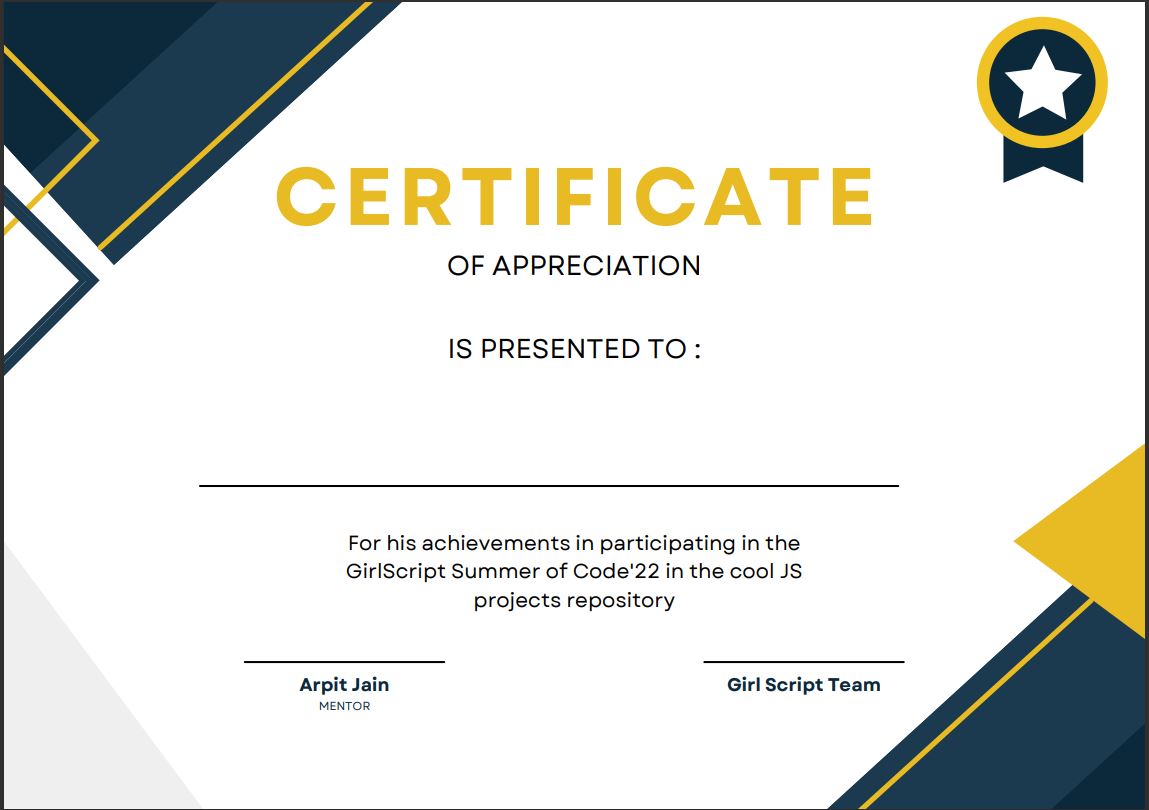 CERTIFICATE
OF APPRECIATION
IS PRESENTED TO :
For his achievements in participating in the
GirlScript Summer of Code'22 in the cool JS
projects repository
Arpit Jain
MENTOR
Girl Script Team